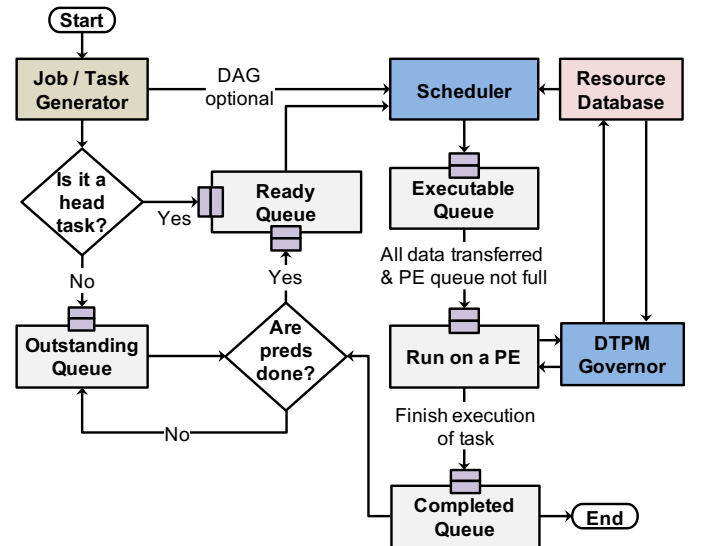 Start
Job / Task
Generator
DAG
optional
Scheduler
Resource
Database
Is it a
head
task?
Yes
Ready
Queue
Executable
Queue
No
Yes
All data transferred
& PE queue not full
Outstanding
Queue
Are
preds
done?
Run on a PE
DTPM
Governor
No
Finish execution
of task
Completed
Queue
End